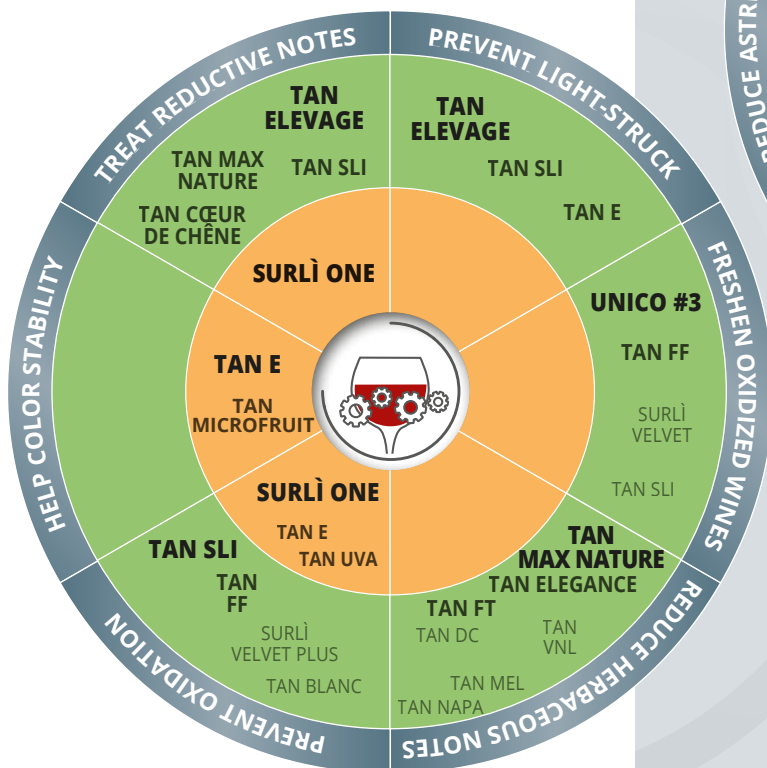 TREAT REDUCTIVE NOTES
TAN
ELEVAGE
TAN MAX
NATURE
TAN SLI
TAN CŒUR
DE CHÊNE
SURLÌ ONE
PREVENT LIGHT-STRUCK
TAN
ELEVAGE
TAN SLI
TAN E
FRESHEN OXIDIZED WINES
UNICO #3
TAN FF
SURLÌ
VELVET
TAN SLI
REDUCE HERBACEOUS NOTES
TAN
MAX NATURE
TAN ELEGANCE
TAN FT
TAN DC
TAN
VNL
TAN MEL
TAN NAPA
PREVENT OXIDATION
SURLÌ ONE
TAN E
TAN UVA
TAN SLI
TAN
FF
SURLÌ
VELVET PLUS
TAN BLANC
HELP COLOR STABILITY
TAN E
TAN
MICROFRUIT
REDUCE